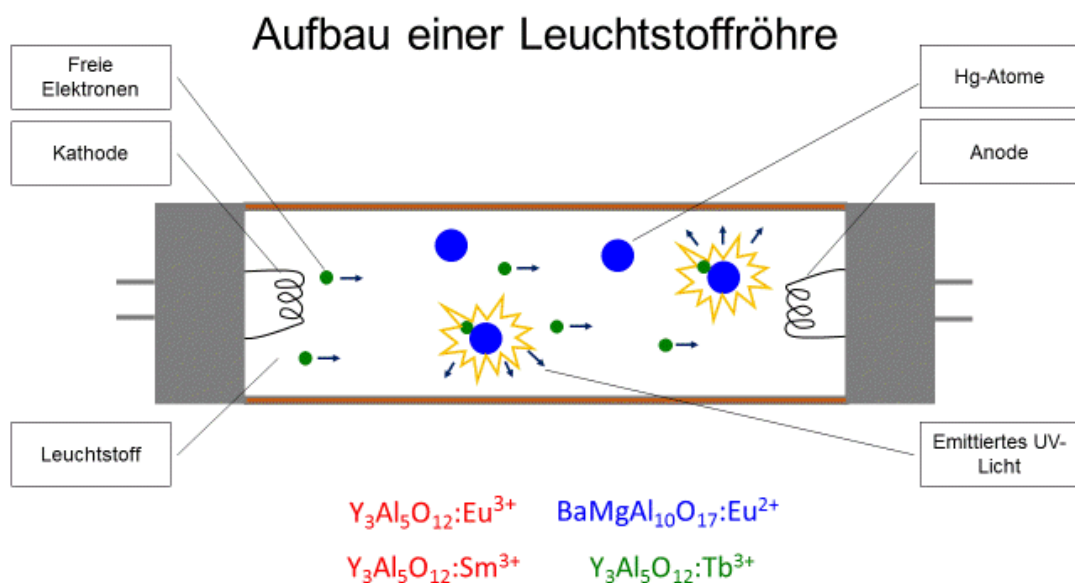 Aufbau einer Leuchtstoffröhre
Freie
Elektronen
Hg-Atome
Kathode
Anode
Leuchtstoff
Emittiertes UV-
Licht
Y₃Al₅O₁₂:Eu³⁺ BaMgAl₁₀O₁₇:Eu²⁺
Y₃Al₅O₁₂:Sm³⁺ Y₃Al₅O₁₂:Tb³⁺